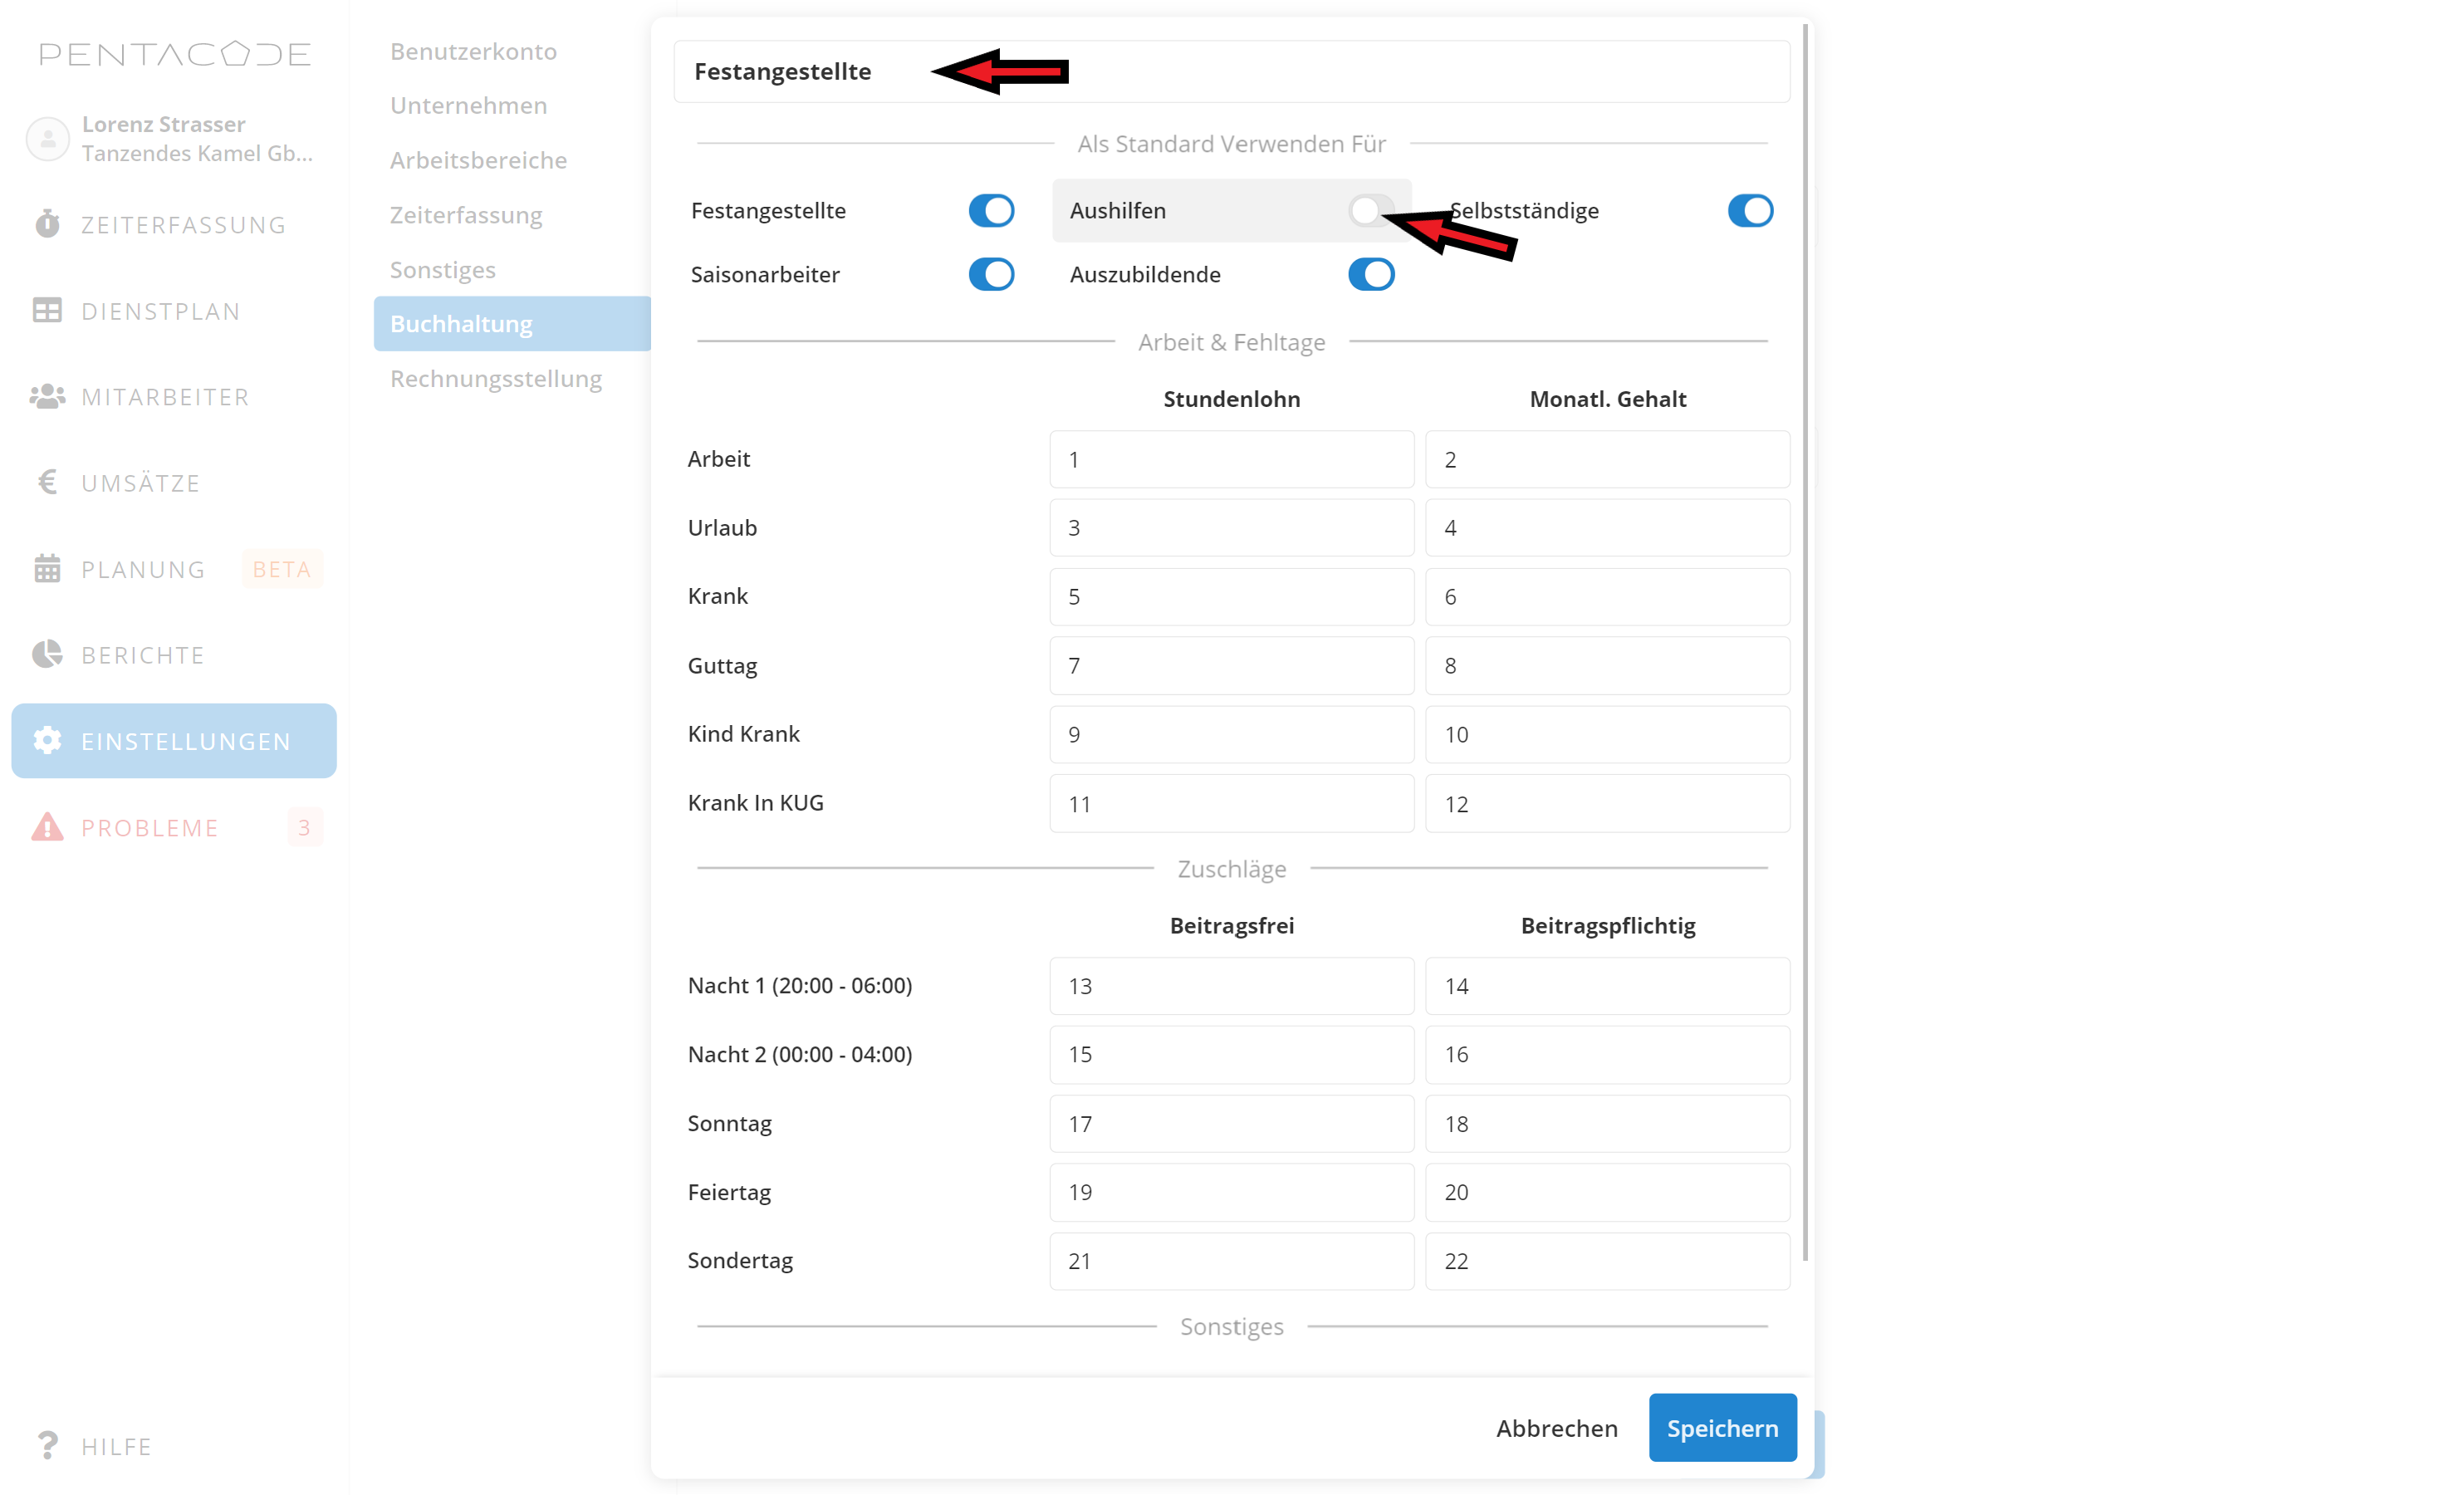 PENTACODE
Lorenz Strasser
Tanzendes Kamel Gb...
ZEITERFASSUNG
DIENSTPLAN
MITARBEITER
UMSÄTZE
PLANUNG BETA
BERICHTE
EINSTELLUNGEN
PROBLEME 3
HILFE
Benutzerkonto
Unternehmen
Arbeitsbereiche
Zeiterfassung
Sonstiges
Buchhaltung
Rechnungsstellung
Festangestellte
Als Standard Verwenden Für
Festangestellte Aushilfen Selbstständige
Saisonarbeiter Auszubildende
Arbeit & Fehltage
Stundenlohn Monatl. Gehalt
Arbeit 1 2
Urlaub 3 4
Krank 5 6
Guttag 7 8
Kind Krank 9 10
Krank In KUG 11 12
Zuschläge
Beitragsfrei Beitragspflichtig
Nacht 1 (20:00 - 06:00) 13 14
Nacht 2 (00:00 - 04:00) 15 16
Sonntag 17 18
Feiertag 19 20
Sondertag 21 22
Sonstiges
Abbrechen Speichern